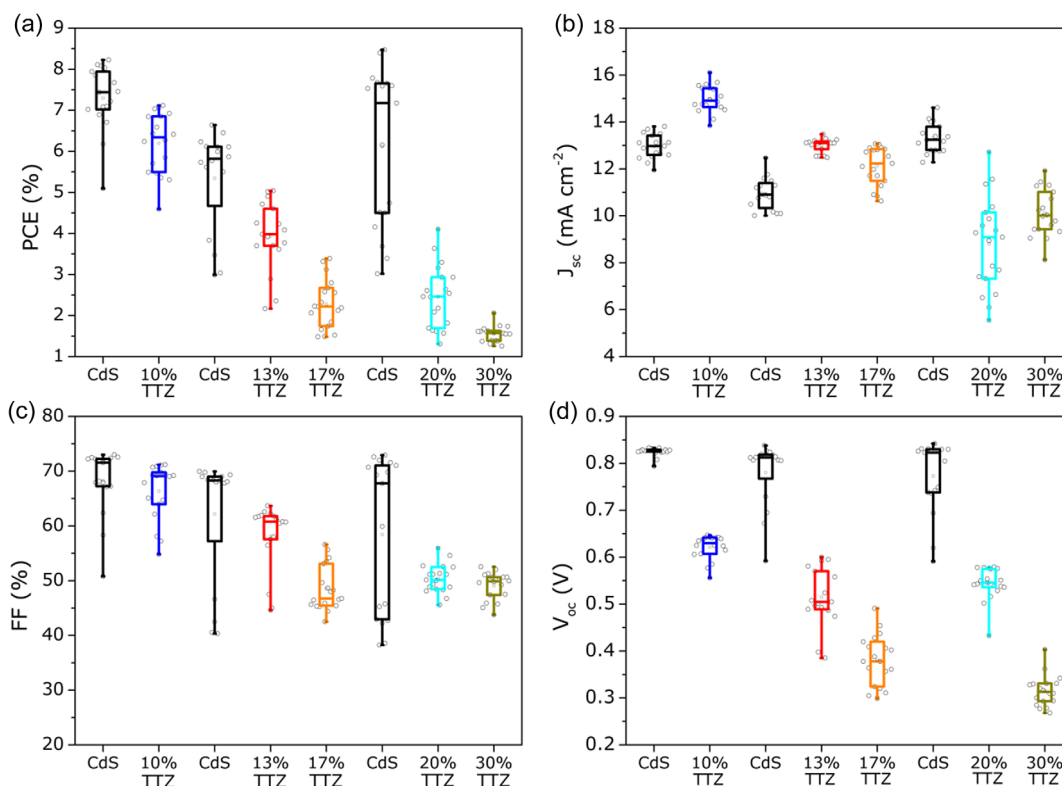 (a)
PCE (%)
9
8
7
6
5
4
3
2
1
CdS 10% CdS 13% 17% CdS 20% 30%
TTZ TTZ TTZ TTZ TTZ
(b)
J sc (mA cm-2)
18
16
14
12
10
8
6
4
CdS 10% CdS 13% 17% CdS 20% 30%
TTZ TTZ TTZ TTZ TTZ
(c)
FF (%)
80
70
60
50
40
30
20
CdS 10% CdS 13% 17% CdS 20% 30%
TTZ TTZ TTZ TTZ TTZ
(d)
V oc (V)
0.9
0.8
0.7
0.6
0.5
0.4
0.3
0.2
CdS 10% CdS 13% 17% CdS 20% 30%
TTZ TTZ TTZ TTZ TTZ